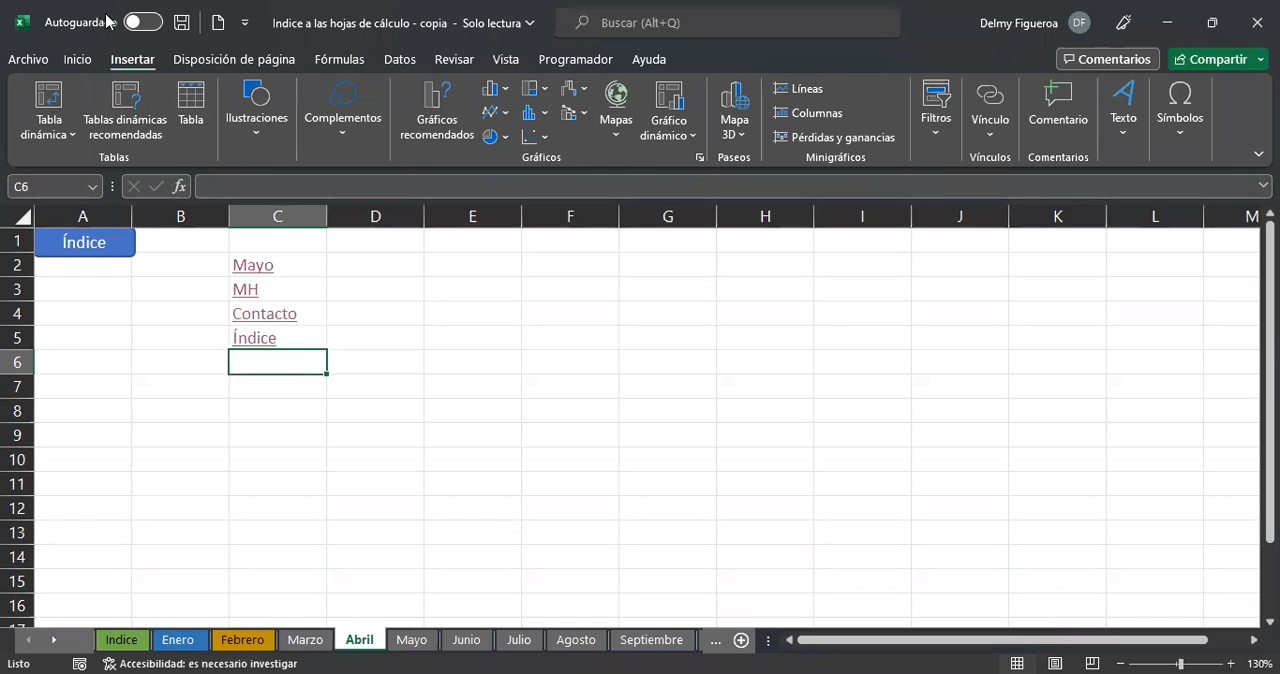 Autoguardado
Indice a las hojas de cálculo - copia - Solo lectura
Buscar (Alt+Q)
Delmy Figueroa
DF
Archivo
Inicio
Insertar
Disposición de página
Fórmulas
Datos
Revisar
Vista
Programador
Ayuda
Comentarios
Compartir
Tabla
dinámica
Tablas dinámicas
recomendadas
Tabla
Tablas
Ilustraciones
Complementos
Gráficos
recomendados
Mapas
Gráfico
dinámico
Gráficos
Mapa
3D
Paseos
Líneas
Columnas
Pérdidas y ganancias
Minigráficos
Filtros
Vínculo
Vínculos
Comentario
Comentarios
Texto
Símbolos
C6
fx
A B C D E F G H I J K L M
1 Índice
2 Mayo
3 MH
4 Contacto
5 Índice
6
7
8
9
10
11
12
13
14
15
16
Indice
Enero
Febrero
Marzo
Abril
Mayo
Junio
Julio
Agosto
Septiembre
...
Listo
Accesibilidad: es necesario investigar
130%